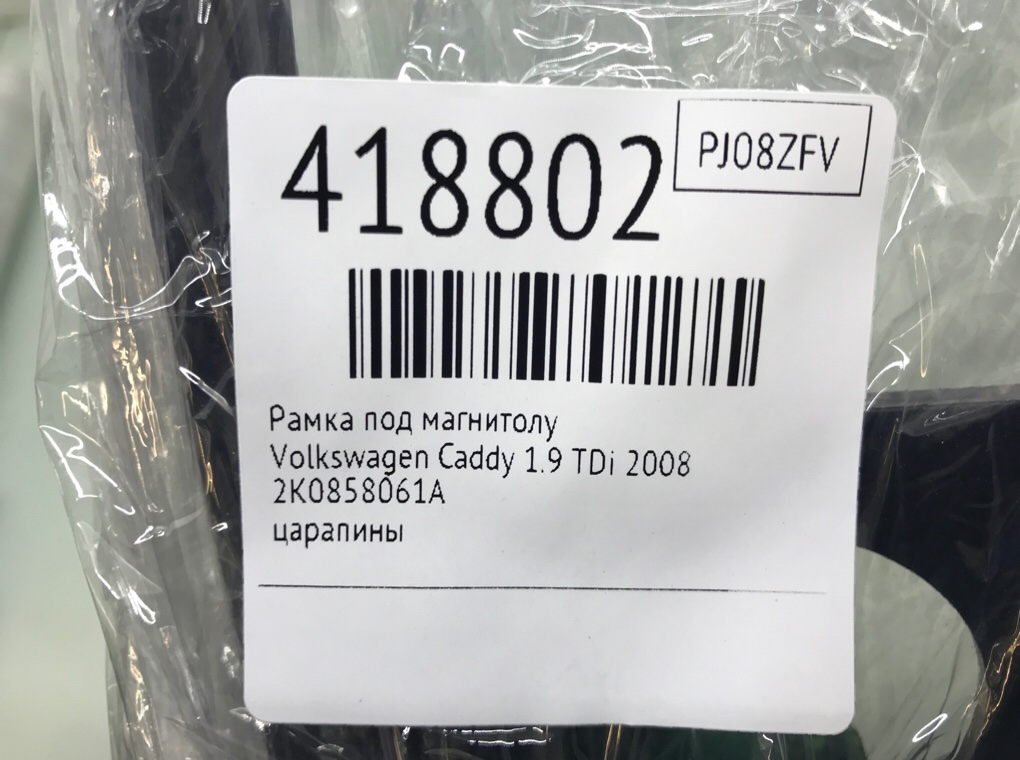 418802
PJ08ZFV
Рамка под магнитолу
Volkswagen Caddy 1.9 TDi 2008
2K0858061A
царапины